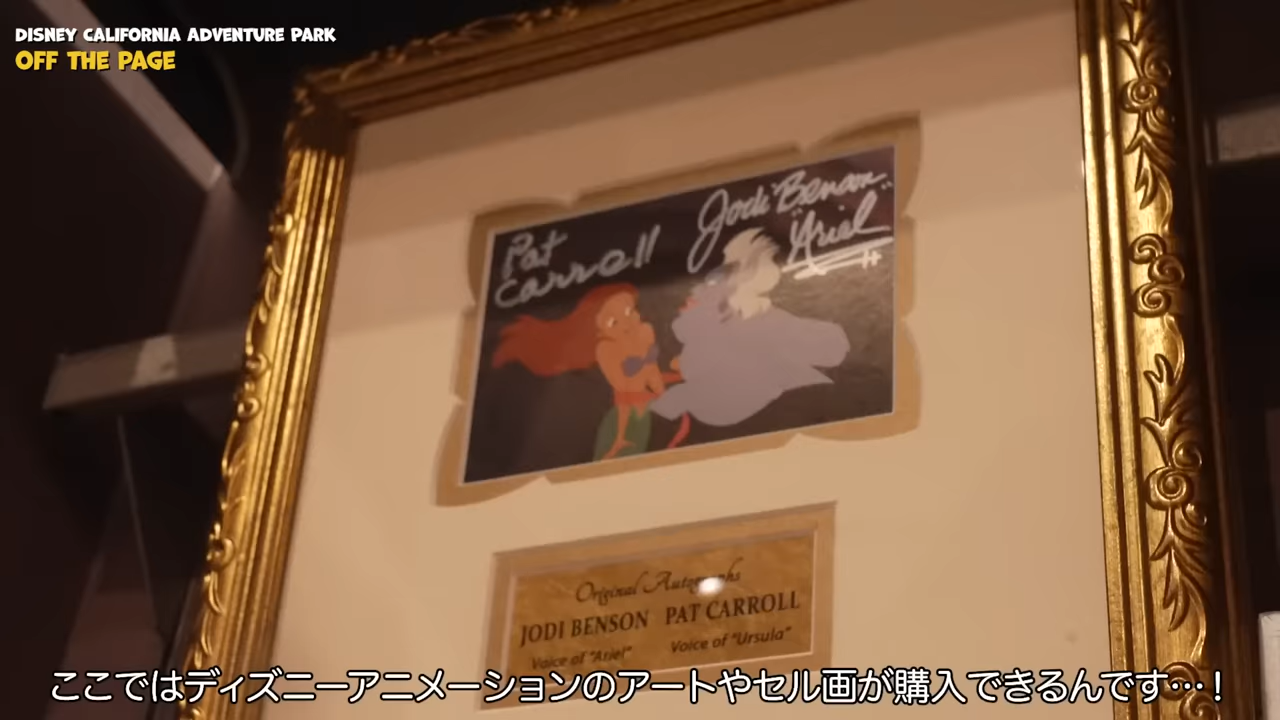 DISNEY CALIFORNIA ADVENTURE PARK
OFF THE PAGE
Pat
Carroll
Jodi Benson
"Ariel"
Original Autographs
JODI BENSON PAT CARROLL
Voice of "Ariel" Voice of "Ursula"
ここではディズニーアニメーションのアートやセル画が購入できるんです…！